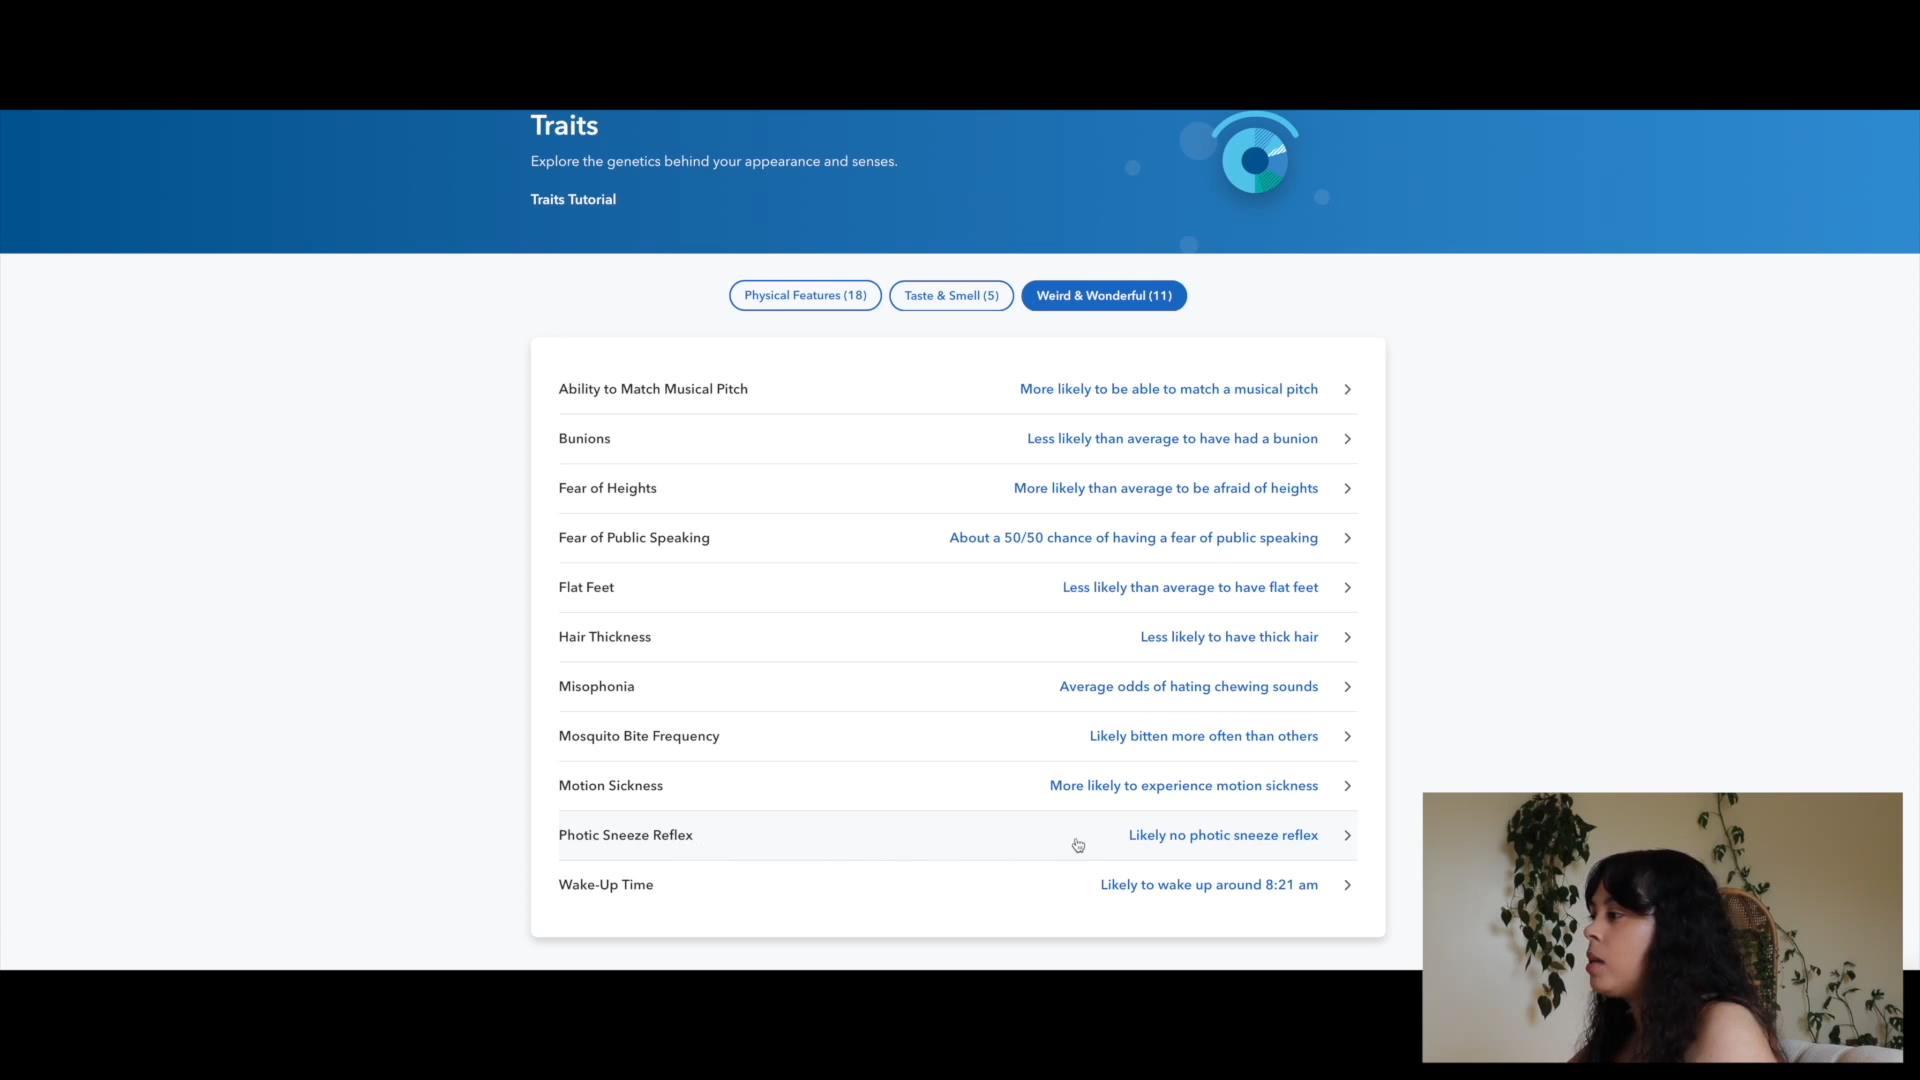 Traits
Explore the genetics behind your appearance and senses.
Traits Tutorial
Physical Features (18) Taste & Smell (5) Weird & Wonderful (11)
Ability to Match Musical Pitch More likely to be able to match a musical pitch
Bunions Less likely than average to have had a bunion
Fear of Heights More likely than average to be afraid of heights
Fear of Public Speaking About a 50/50 chance of having a fear of public speaking
Flat Feet Less likely than average to have flat feet
Hair Thickness Less likely to have thick hair
Misophonia Average odds of hating chewing sounds
Mosquito Bite Frequency Likely bitten more often than others
Motion Sickness More likely to experience motion sickness
Photic Sneeze Reflex Likely no photic sneeze reflex
Wake-Up Time Likely to wake up around 8:21 am